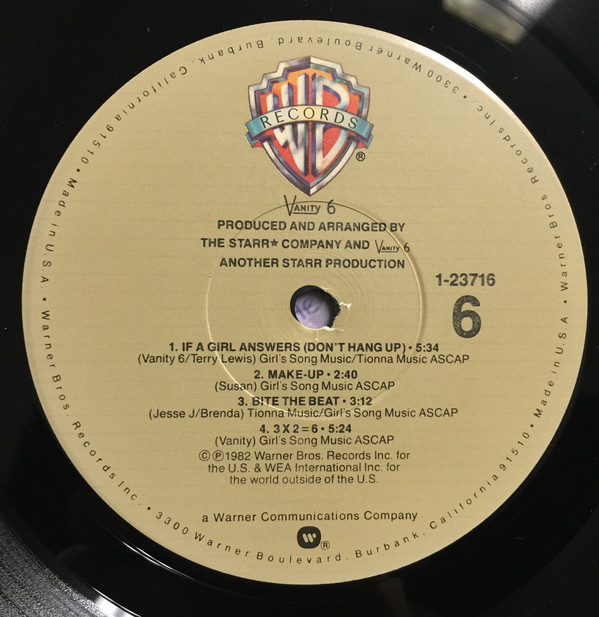 WB RECORDS ®
Vanity 6
PRODUCED AND ARRANGED BY
THE STARR★ COMPANY AND Vanity 6
ANOTHER STARR PRODUCTION
1-23716
6
1. IF A GIRL ANSWERS (DON'T HANG UP) • 5:34
(Vanity 6/Terry Lewis) Girl's Song Music/Tionna Music ASCAP
2. MAKE-UP • 2:40
(Susan) Girl's Song Music ASCAP
3. BITE THE BEAT • 3:12
(Jesse J/Brenda) Tionna Music/Girl's Song Music ASCAP
4. 3 X 2 = 6 • 5:24
(Vanity) Girl's Song Music ASCAP
©℗1982 Warner Bros. Records Inc. for
the U.S. & WEA International Inc. for
the world outside of the U.S.
a Warner Communications Company
®
Made in U.S.A. • Warner Bros. Records Inc. • 3300 Warner Boulevard, Burbank, California 91510 • Made in U.S.A. • Warner Bros. Records Inc. • 3300 Warner Boulevard, Burbank, California 91510 •